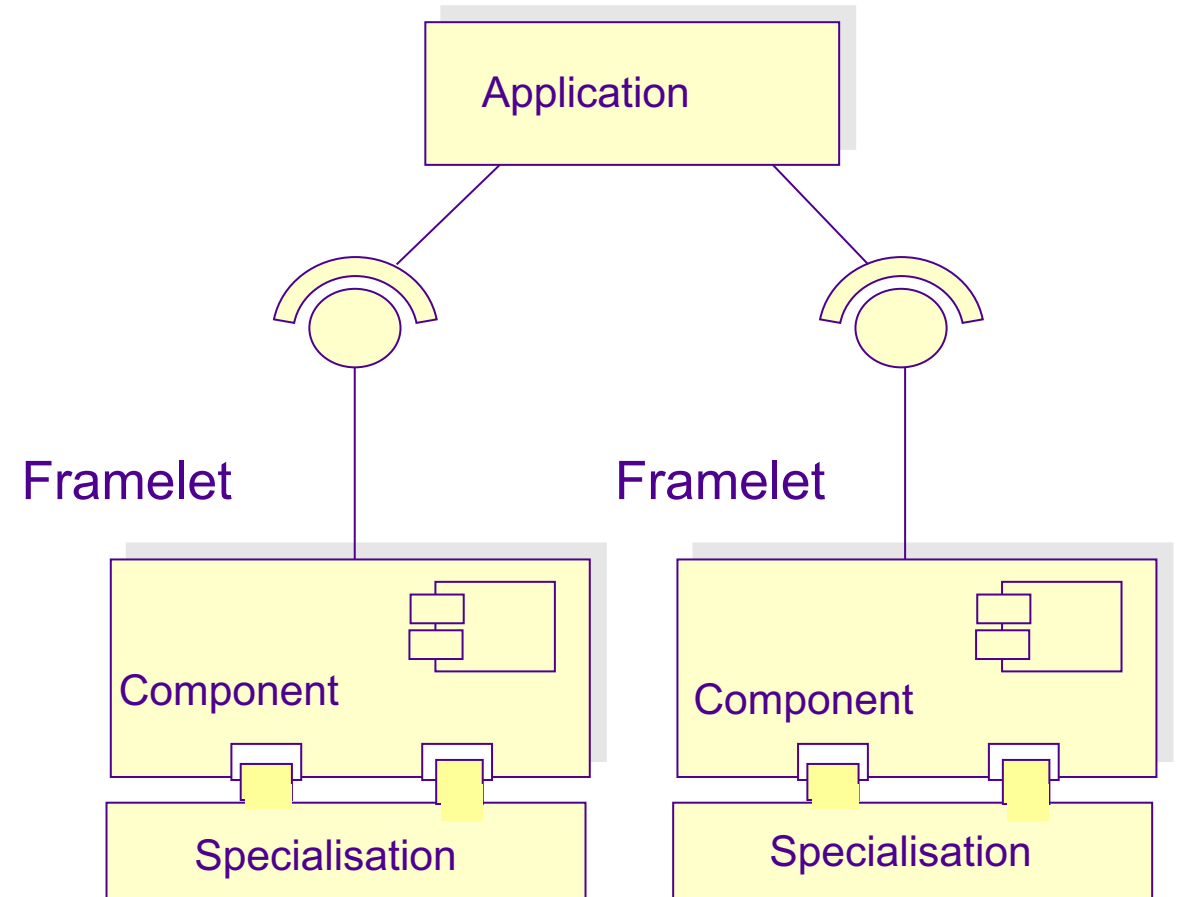 Application
Framelet
Framelet
Component
Component
Specialisation
Specialisation